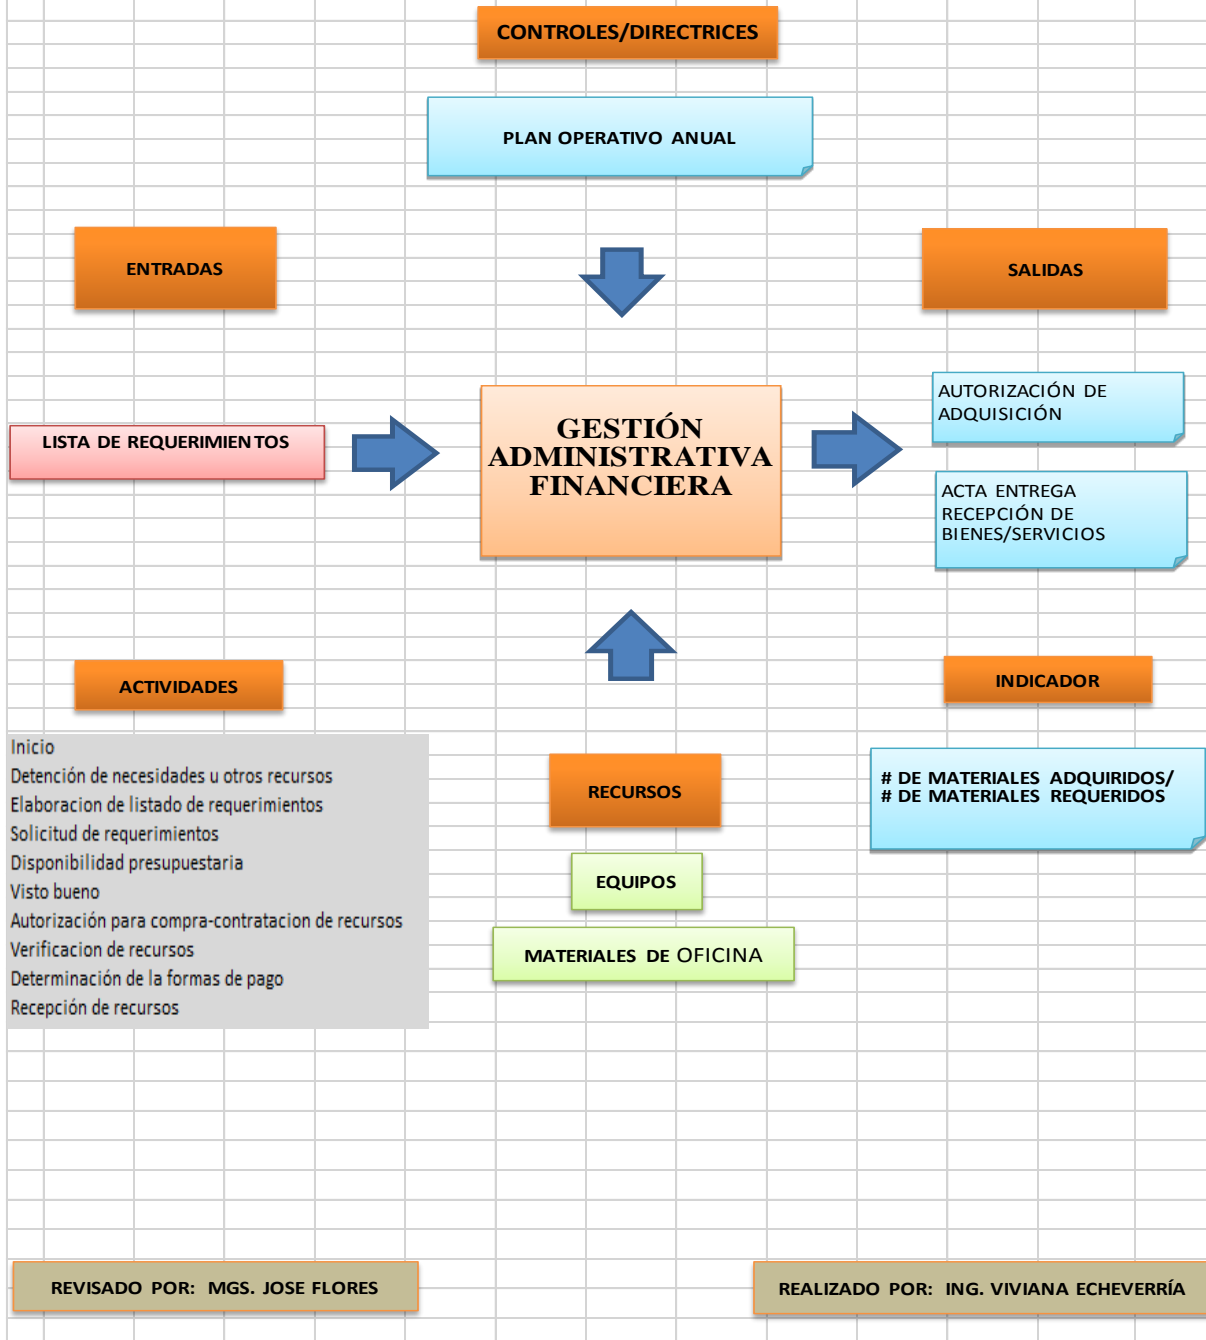 CONTROLES/DIRECTRICES
PLAN OPERATIVO ANUAL
ENTRADAS
SALIDAS
LISTA DE REQUERIMIENTOS
GESTIÓN
ADMINISTRATIVA
FINANCIERA
AUTORIZACIÓN DE
ADQUISICIÓN
ACTA ENTREGA
RECEPCIÓN DE
BIENES/SERVICIOS
ACTIVIDADES
Inicio
Detención de necesidades u otros recursos
Elaboracion de listado de requerimientos
Solicitud de requerimientos
Disponibilidad presupuestaria
Visto bueno
Autorización para compra-contratacion de recursos
Verificacion de recursos
Determinación de la formas de pago
Recepción de recursos
RECURSOS
EQUIPOS
MATERIALES DE OFICINA
INDICADOR
# DE MATERIALES ADQUIRIDOS/
# DE MATERIALES REQUERIDOS
REVISADO POR: MGS. JOSE FLORES
REALIZADO POR: ING. VIVIANA ECHEVERRÍA